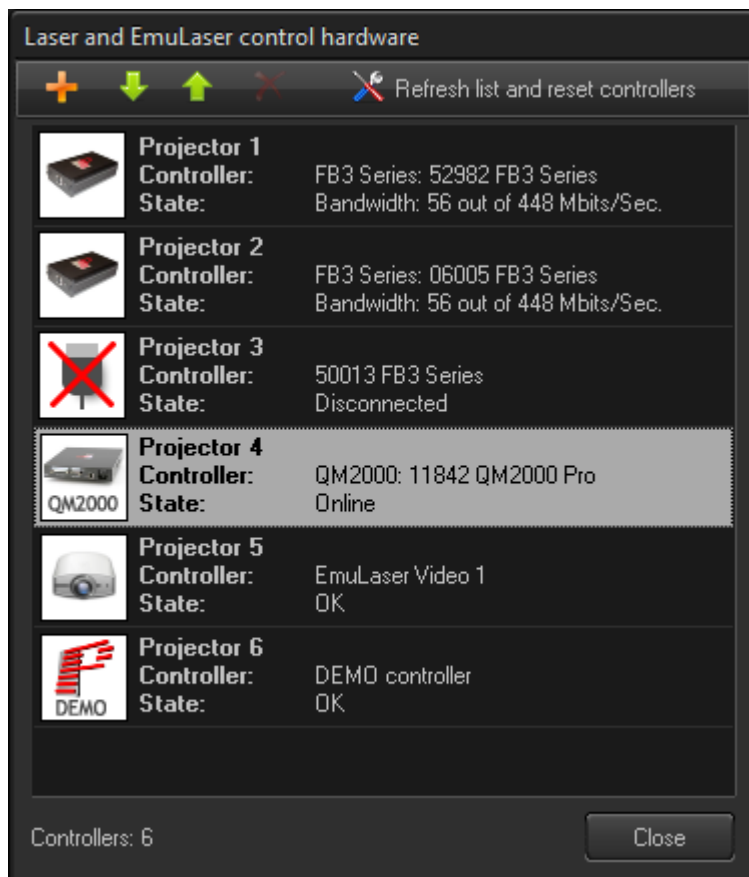 Laser and EmuLaser control hardware
Refresh list and reset controllers
Projector 1
Controller: FB3 Series: 52982 FB3 Series
State: Bandwidth: 56 out of 448 Mbits/Sec.
Projector 2
Controller: FB3 Series: 06005 FB3 Series
State: Bandwidth: 56 out of 448 Mbits/Sec.
Projector 3
Controller: 50013 FB3 Series
State: Disconnected
Projector 4
Controller: QM2000: 11842 QM2000 Pro
QM2000 State: Online
Projector 5
Controller: EmuLaser Video 1
State: OK
Projector 6
Controller: DEMO controller
DEMO State: OK
Controllers: 6 Close